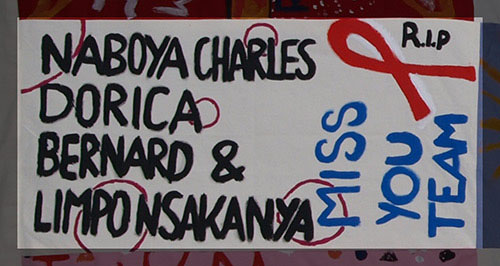 NABOYA CHARLES
DORICA
BERNARD &
LIMPO NSAKANYA
R.I.P
MISS
YOU
TEAM